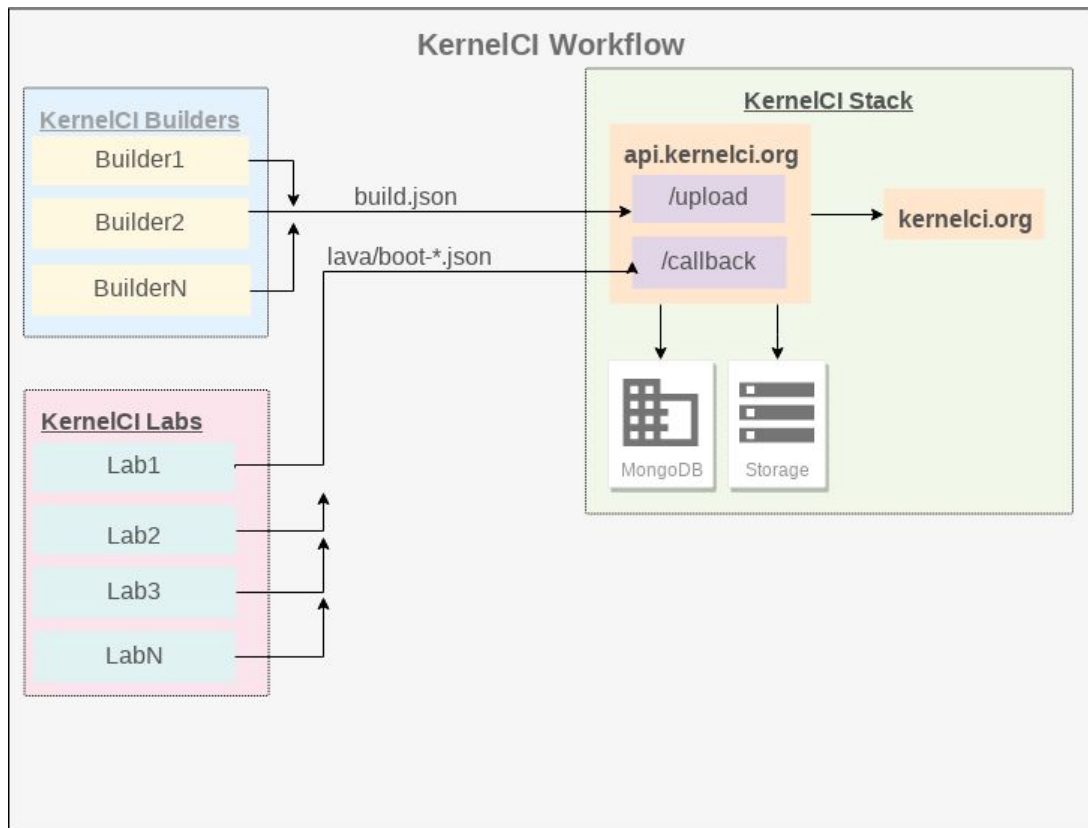 KernelCI Workflow
KernelCI Builders
Builder1
Builder2
BuilderN
build.json
lava/boot-*.json
KernelCI Stack
api.kernelci.org
/upload
/callback
kernelci.org
MongoDB
Storage
KernelCI Labs
Lab1
Lab2
Lab3
LabN